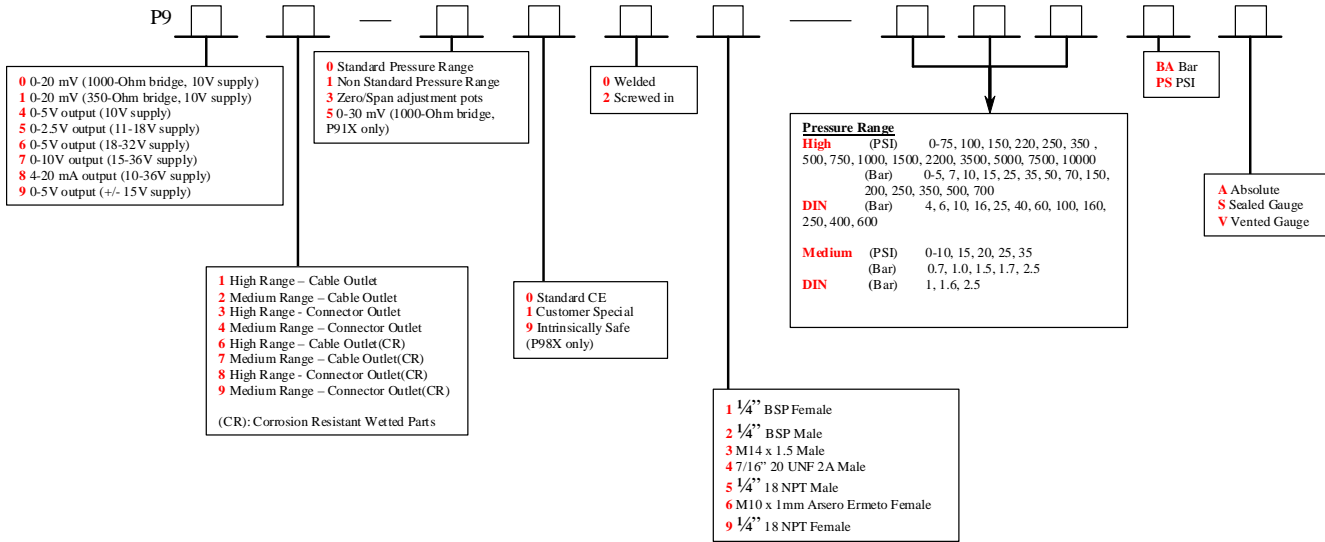 P9
0 0-20 mV (1000-Ohm bridge, 10V supply)
1 0-20 mV (350-Ohm bridge, 10V supply)
4 0-5V output (10V supply)
5 0-2.5V output (11-18V supply)
6 0-5V output (18-32V supply)
7 0-10V output (15-36V supply)
8 4-20 mA output (10-36V supply)
9 0-5V output (+/- 15V supply)
0 Standard Pressure Range
1 Non Standard Pressure Range
3 Zero/Span adjustment pots
5 0-30 mV (1000-Ohm bridge,
P91X only)
0 Welded
2 Screwed in
BA Bar
PS PSI
Pressure Range
High (PSI) 0-75, 100, 150, 220, 250, 350 ,
500, 750, 1000, 1500, 2200, 3500, 5000, 7500, 10000
(Bar) 0-5, 7, 10, 15, 25, 35, 50, 70, 150,
200, 250, 350, 500, 700
DIN (Bar) 4, 6, 10, 16, 25, 40, 60, 100, 160,
250, 400, 600
Medium (PSI) 0-10, 15, 20, 25, 35
(Bar) 0.7, 1.0, 1.5, 1.7, 2.5
DIN (Bar) 1, 1.6, 2.5
A Absolute
S Sealed Gauge
V Vented Gauge
1 High Range – Cable Outlet
2 Medium Range – Cable Outlet
3 High Range - Connector Outlet
4 Medium Range – Connector Outlet
6 High Range – Cable Outlet(CR)
7 Medium Range – Cable Outlet(CR)
8 High Range - Connector Outlet(CR)
9 Medium Range – Connector Outlet(CR)
(CR): Corrosion Resistant Wetted Parts
0 Standard CE
1 Customer Special
9 Intrinsically Safe
(P98X only)
1 ¼” BSP Female
2 ¼” BSP Male
3 M14 x 1.5 Male
4 7/16” 20 UNF 2A Male
5 ¼” 18 NPT Male
6 M10 x 1mm Arsero Ermeto Female
9 ¼” 18 NPT Female